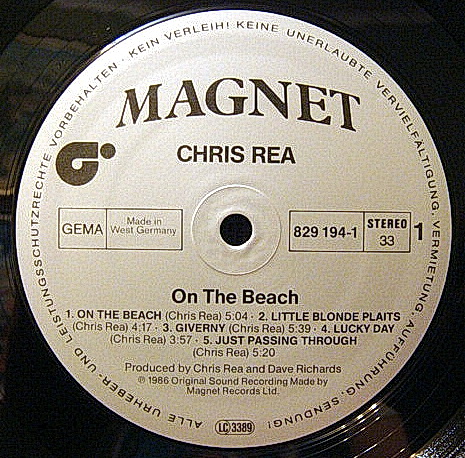 ALLE URHEBER- UND LEISTUNGSSCHUTZRECHTE VORBEHALTEN · KEIN VERLEIH! KEINE UNERLAUBTE VERVIELFÄLTIGUNG, VERMIETUNG, AUFFÜHRUNG, SENDUNG!
MAGNET
CHRIS REA
GEMA
Made in
West Germany
829 194-1
STEREO
33
1
On The Beach
1. ON THE BEACH (Chris Rea) 5:04 · 2. LITTLE BLONDE PLAITS
(Chris Rea) 4:17 · 3. GIVERNY (Chris Rea) 5:39 · 4. LUCKY DAY
(Chris Rea) 3:57 · 5. JUST PASSING THROUGH
(Chris Rea) 5:20
Produced by Chris Rea and Dave Richards
℗ 1986 Original Sound Recording Made by
Magnet Records Ltd.
LC 3389